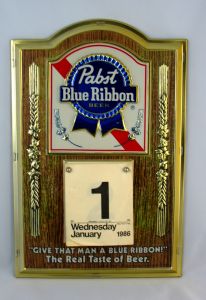 Pabst
Blue Ribbon
BEER
1
Wednesday
January 1986
"GIVE THAT MAN A BLUE RIBBON!"
The Real Taste of Beer.